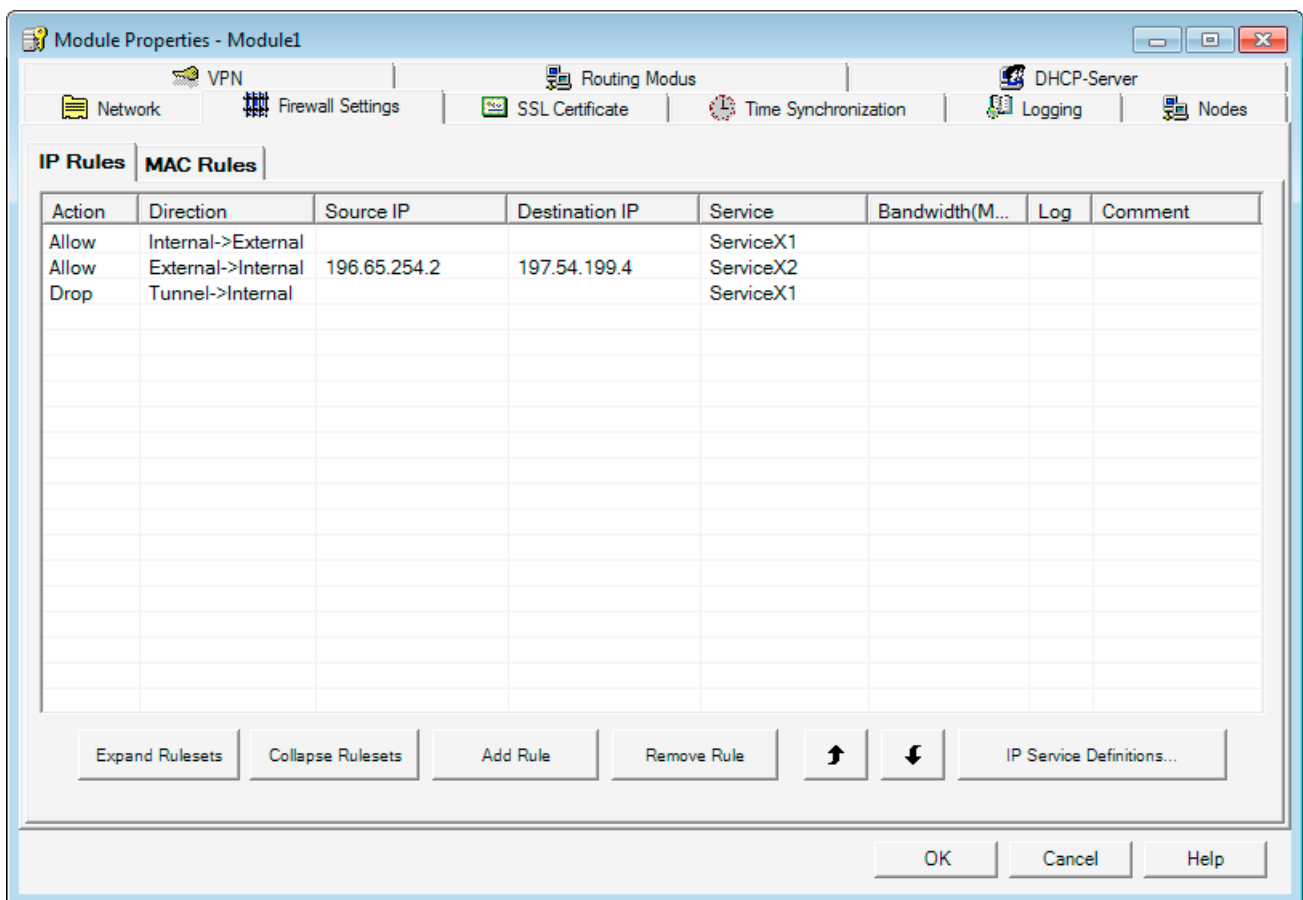 Module Properties - Module1
VPN Routing Modus DHCP-Server
Network Firewall Settings SSL Certificate Time Synchronization Logging Nodes
IP Rules MAC Rules
Action Direction Source IP Destination IP Service Bandwidth(M... Log Comment
Allow Internal->External ServiceX1
Allow External->Internal 196.65.254.2 197.54.199.4 ServiceX2
Drop Tunnel->Internal ServiceX1
Expand Rulesets Collapse Rulesets Add Rule Remove Rule IP Service Definitions...
OK Cancel Help